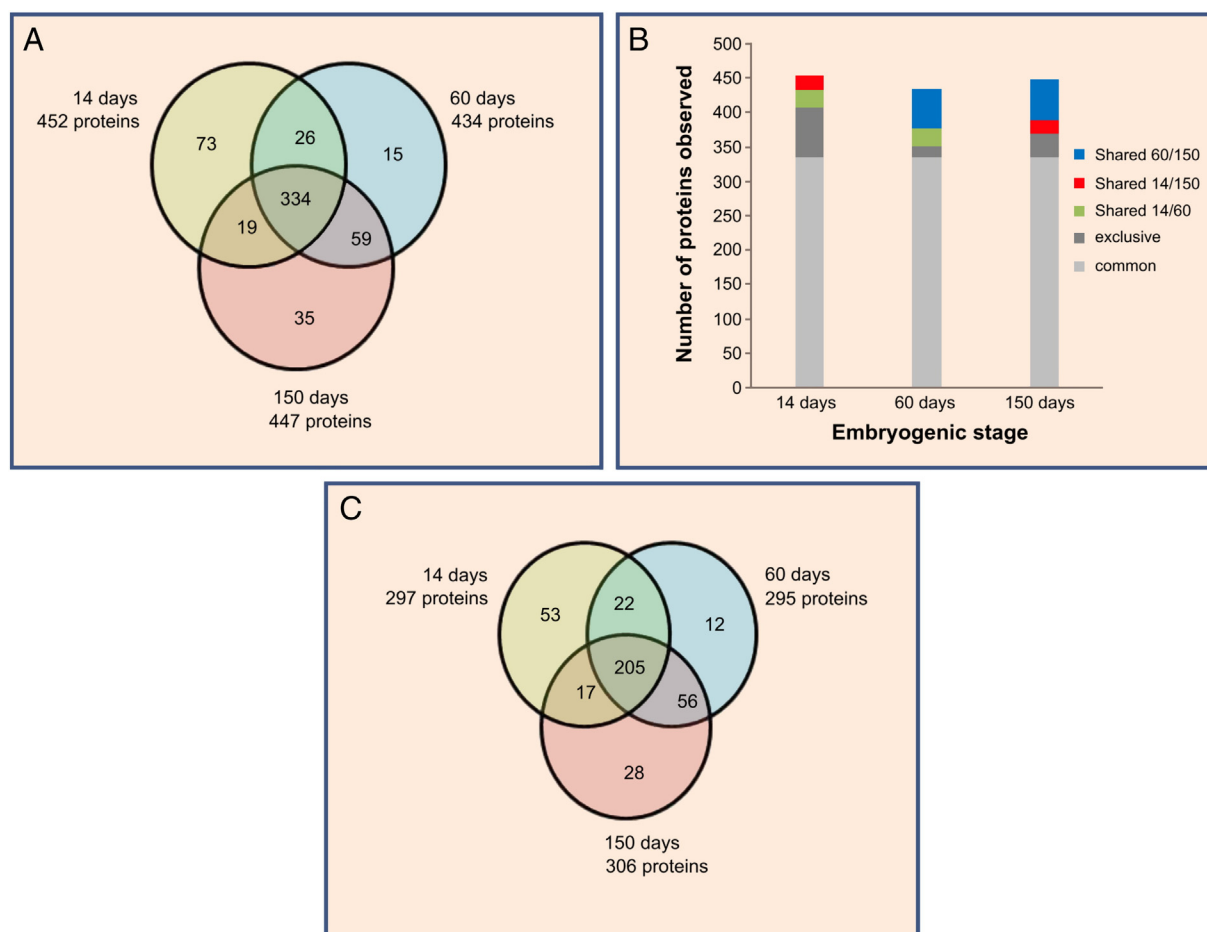 A
14 days
452 proteins
60 days
434 proteins
73
26
15
334
19
59
35
150 days
447 proteins
B
Number of proteins observed
500
450
400
350
300
250
200
150
100
50
0
14 days
60 days
150 days
Embryogenic stage
Shared 60/150
Shared 14/150
Shared 14/60
exclusive
common
C
14 days
297 proteins
60 days
295 proteins
53
22
12
205
17
56
28
150 days
306 proteins